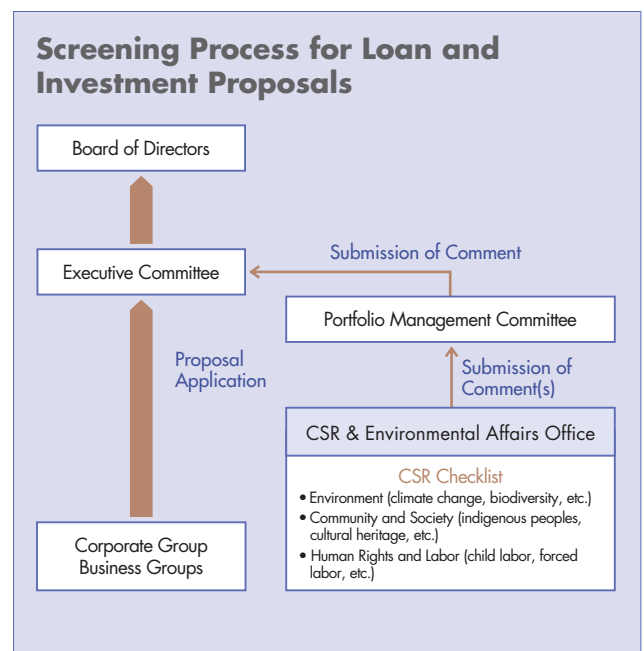 Screening Process for Loan and
Investment Proposals
Board of Directors
Executive Committee
Submission of Comment
Portfolio Management Committee
Proposal
Application
Submission of
Comment(s)
CSR & Environmental Affairs Office
CSR Checklist
• Environment (climate change, biodiversity, etc.)
• Community and Society (indigenous peoples,
cultural heritage, etc.)
• Human Rights and Labor (child labor, forced
labor, etc.)
Corporate Group
Business Groups